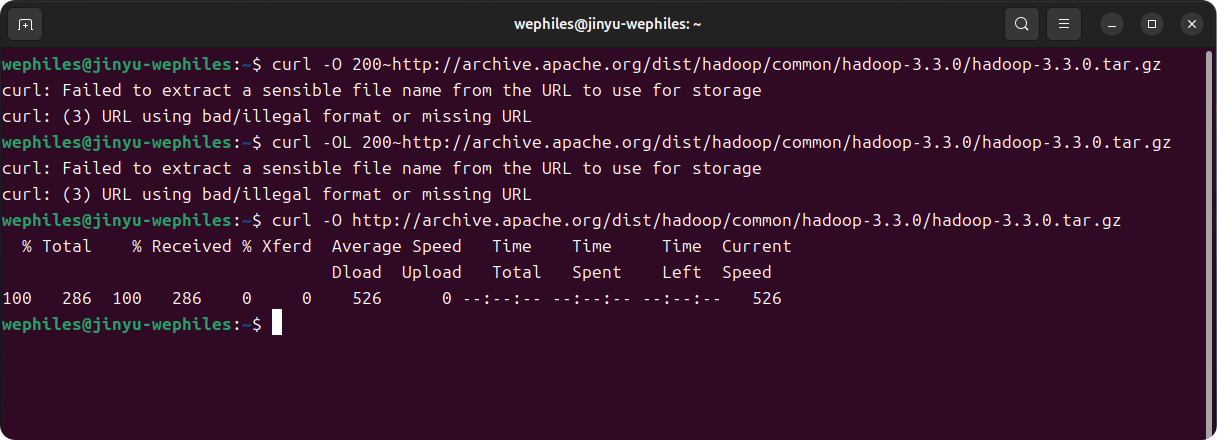 wephiles@jinyu-wephiles: ~
wephiles@jinyu-wephiles:~$ curl -O 200~http://archive.apache.org/dist/hadoop/common/hadoop-3.3.0/hadoop-3.3.0.tar.gz
curl: Failed to extract a sensible file name from the URL to use for storage
curl: (3) URL using bad/illegal format or missing URL
wephiles@jinyu-wephiles:~$ curl -OL 200~http://archive.apache.org/dist/hadoop/common/hadoop-3.3.0/hadoop-3.3.0.tar.gz
curl: Failed to extract a sensible file name from the URL to use for storage
curl: (3) URL using bad/illegal format or missing URL
wephiles@jinyu-wephiles:~$ curl -O http://archive.apache.org/dist/hadoop/common/hadoop-3.3.0/hadoop-3.3.0.tar.gz
  % Total    % Received % Xferd  Average Speed   Time    Time     Time  Current
                                 Dload  Upload   Total   Spent    Left  Speed
100   286  100   286    0     0    526      0 --:--:-- --:--:-- --:--:--   526
wephiles@jinyu-wephiles:~$